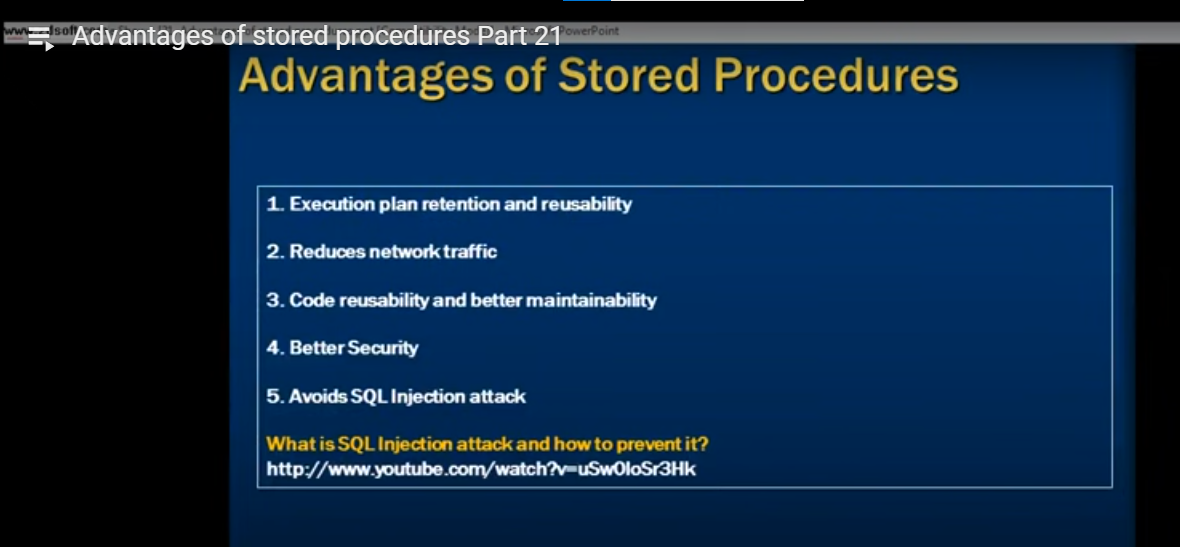 Advantages of stored procedures Part 21
PowerPoint
Advantages of Stored Procedures
1. Execution plan retention and reusability
2. Reduces network traffic
3. Code reusability and better maintainability
4. Better Security
5. Avoids SQL Injection attack
What is SQL Injection attack and how to prevent it?
http://www.youtube.com/watch?v=uSw0IoSr3Hk